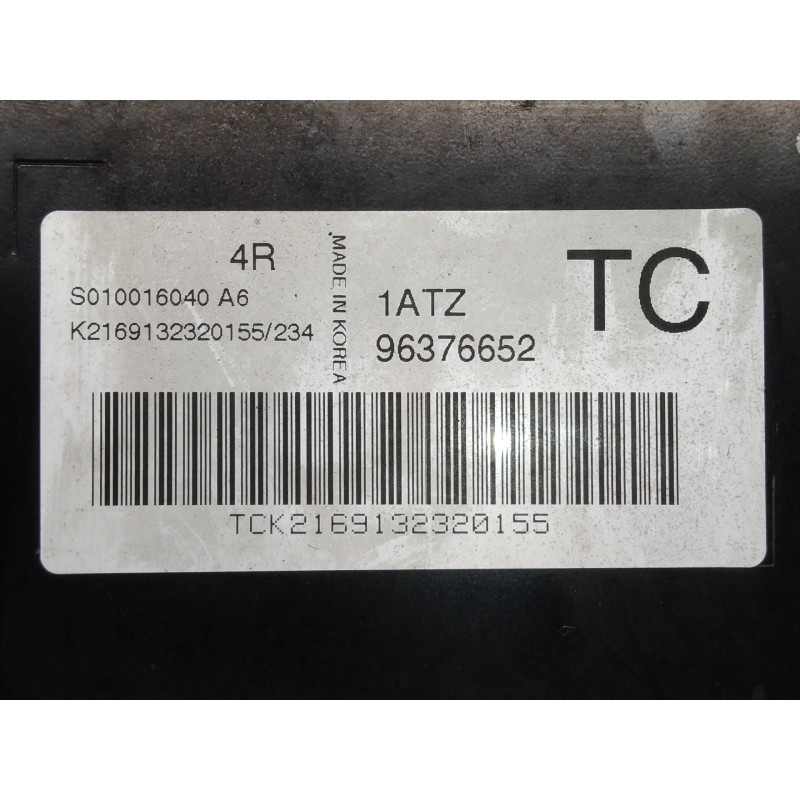 4R
S010016040 A6
K2169132320155/234
MADE IN KOREA
1ATZ
96376652
TC
TCK2169132320155